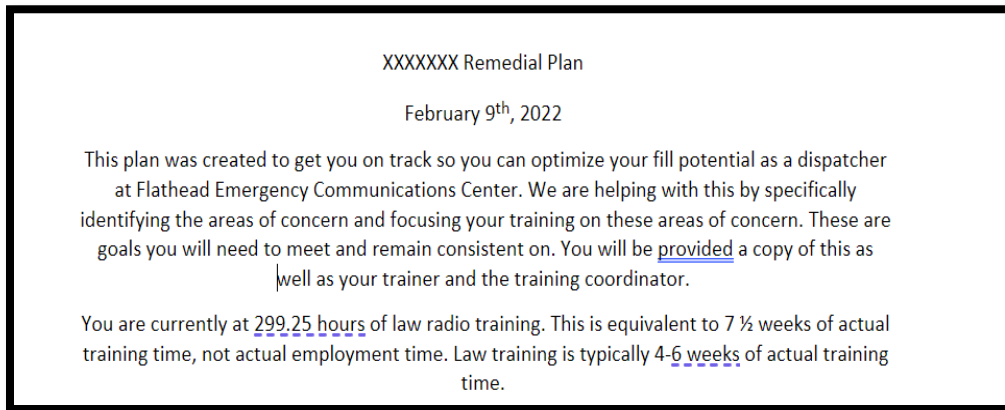 XXXXXXX Remedial Plan
February 9th, 2022
This plan was created to get you on track so you can optimize your fill potential as a dispatcher
at Flathead Emergency Communications Center. We are helping with this by specifically
identifying the areas of concern and focusing your training on these areas of concern. These are
goals you will need to meet and remain consistent on. You will be provided a copy of this as
well as your trainer and the training coordinator.
You are currently at 299.25 hours of law radio training. This is equivalent to 7 ½ weeks of actual
training time, not actual employment time. Law training is typically 4-6 weeks of actual training
time.